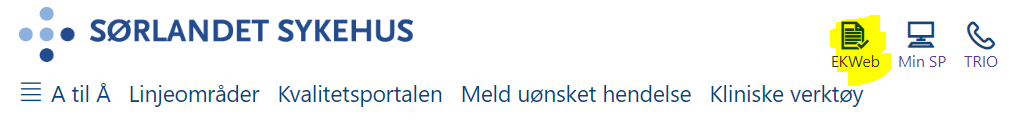 SØRLANDET SYKEHUS
EKWeb Min SP TRIO
A til Å Linjeområder Kvalitetsportalen Meld uønsket hendelse Kliniske verktøy